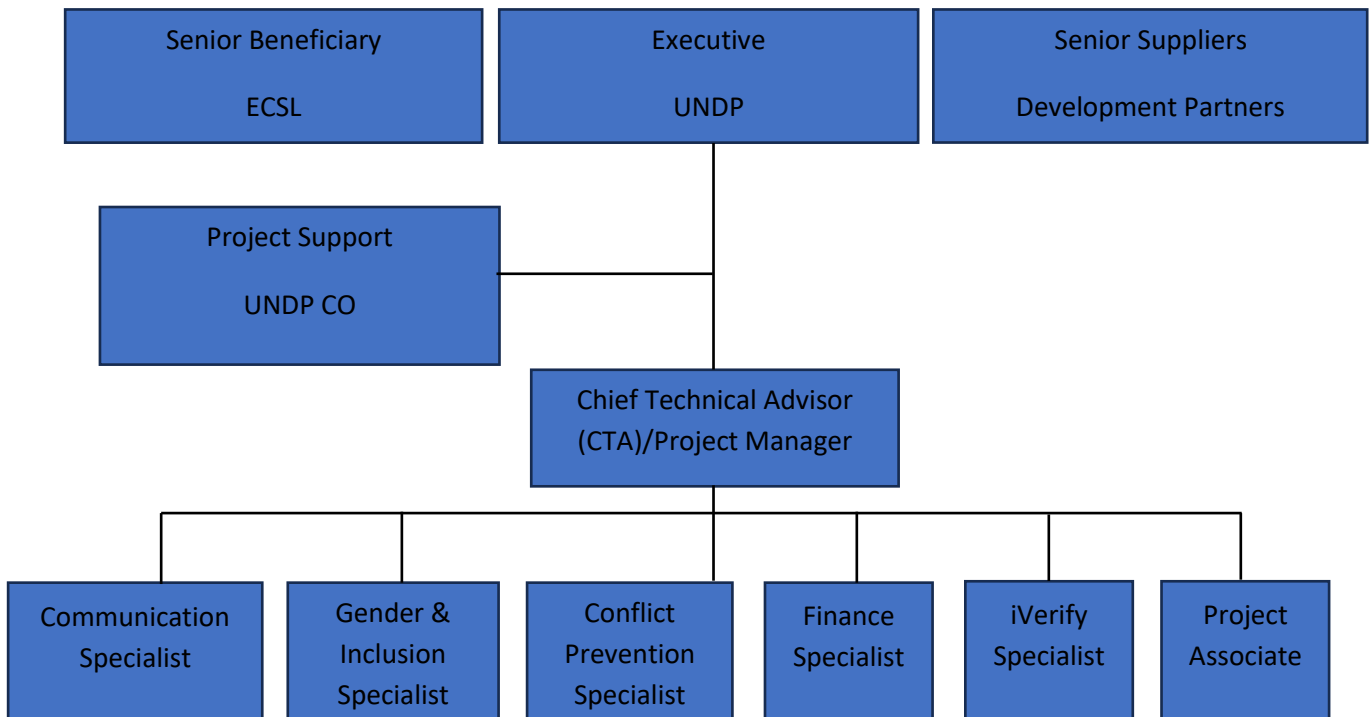 Senior Beneficiary
ECSL
Executive
UNDP
Senior Suppliers
Development Partners
Project Support
UNDP CO
Chief Technical Advisor
(CTA)/Project Manager
Communication
Specialist
Gender &
Inclusion
Specialist
Conflict
Prevention
Specialist
Finance
Specialist
iVerify
Specialist
Project
Associate